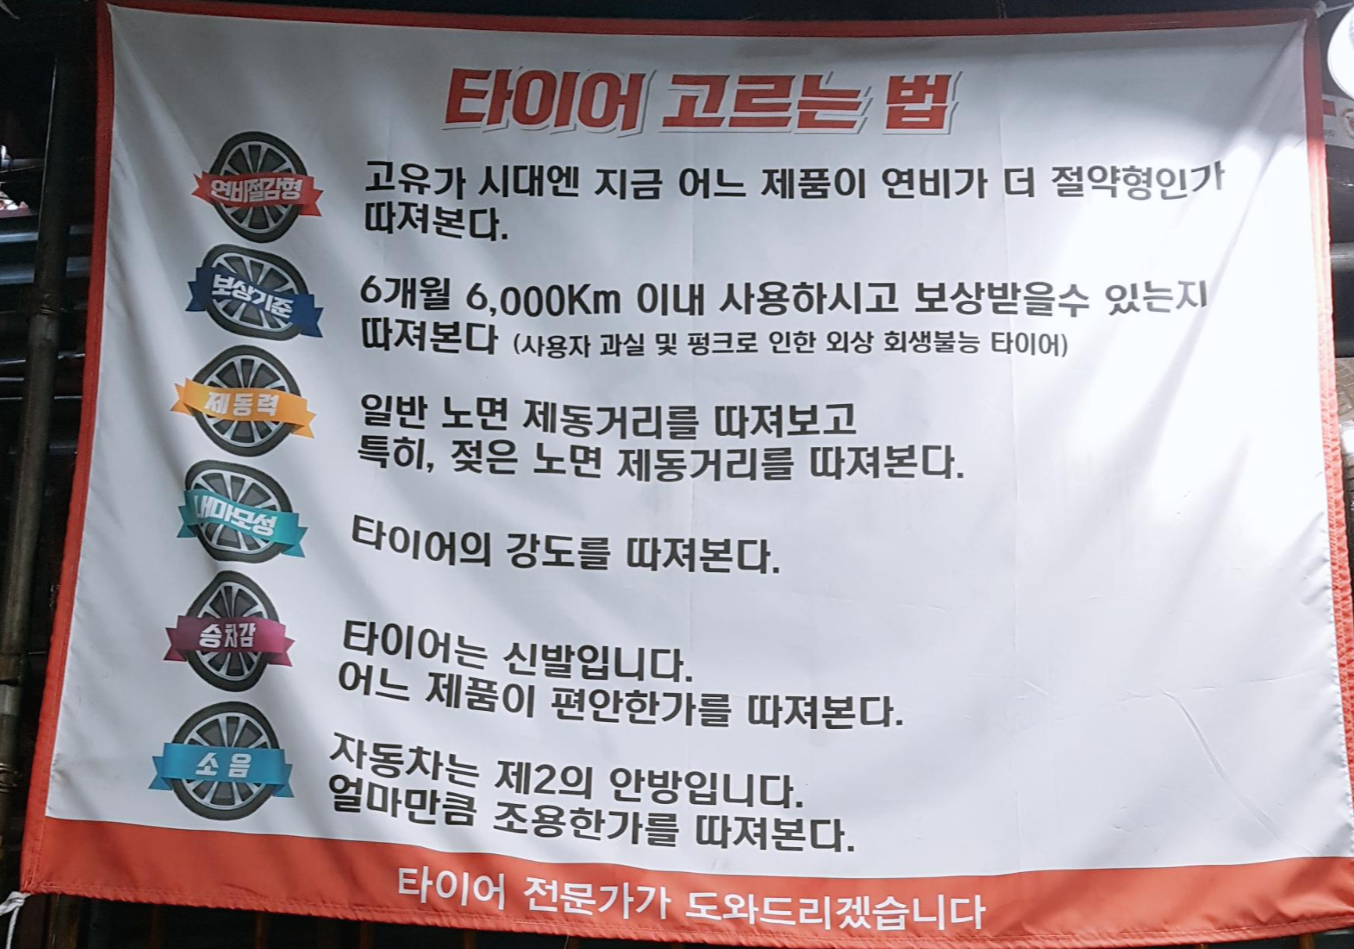 타이어 고르는 법
연비절감형
고유가 시대엔 지금 어느 제품이 연비가 더 절약형인가
따져본다.
보상기준
6개월 6,000Km 이내 사용하시고 보상받을수 있는지
따져본다 (사용자 과실 및 펑크로 인한 외상 회생불능 타이어)
제동력
일반 노면 제동거리를 따져보고
특히, 젖은 노면 제동거리를 따져본다.
내마모성
타이어의 강도를 따져본다.
승차감
타이어는 신발입니다.
어느 제품이 편안한가를 따져본다.
소음
자동차는 제2의 안방입니다.
얼마만큼 조용한가를 따져본다.
타이어 전문가가 도와드리겠습니다